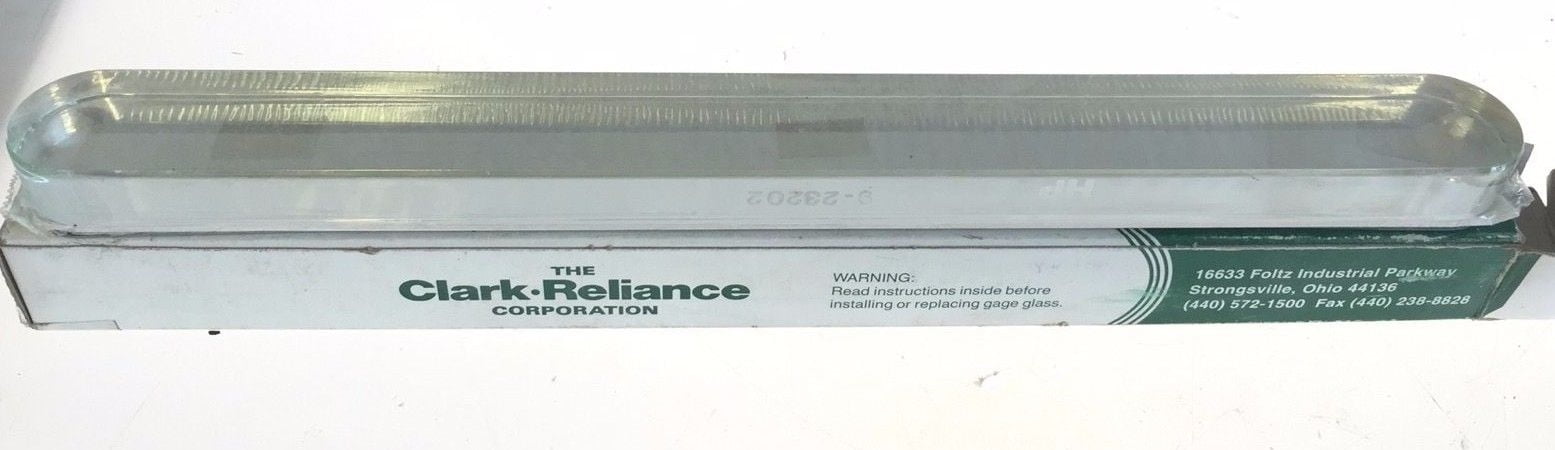 9-23202
THE
Clark·Reliance
CORPORATION
WARNING:
Read instructions inside before
installing or replacing gage glass.
16633 Foltz Industrial Parkway
Strongsville, Ohio 44136
(440) 572-1500 Fax (440) 238-8828